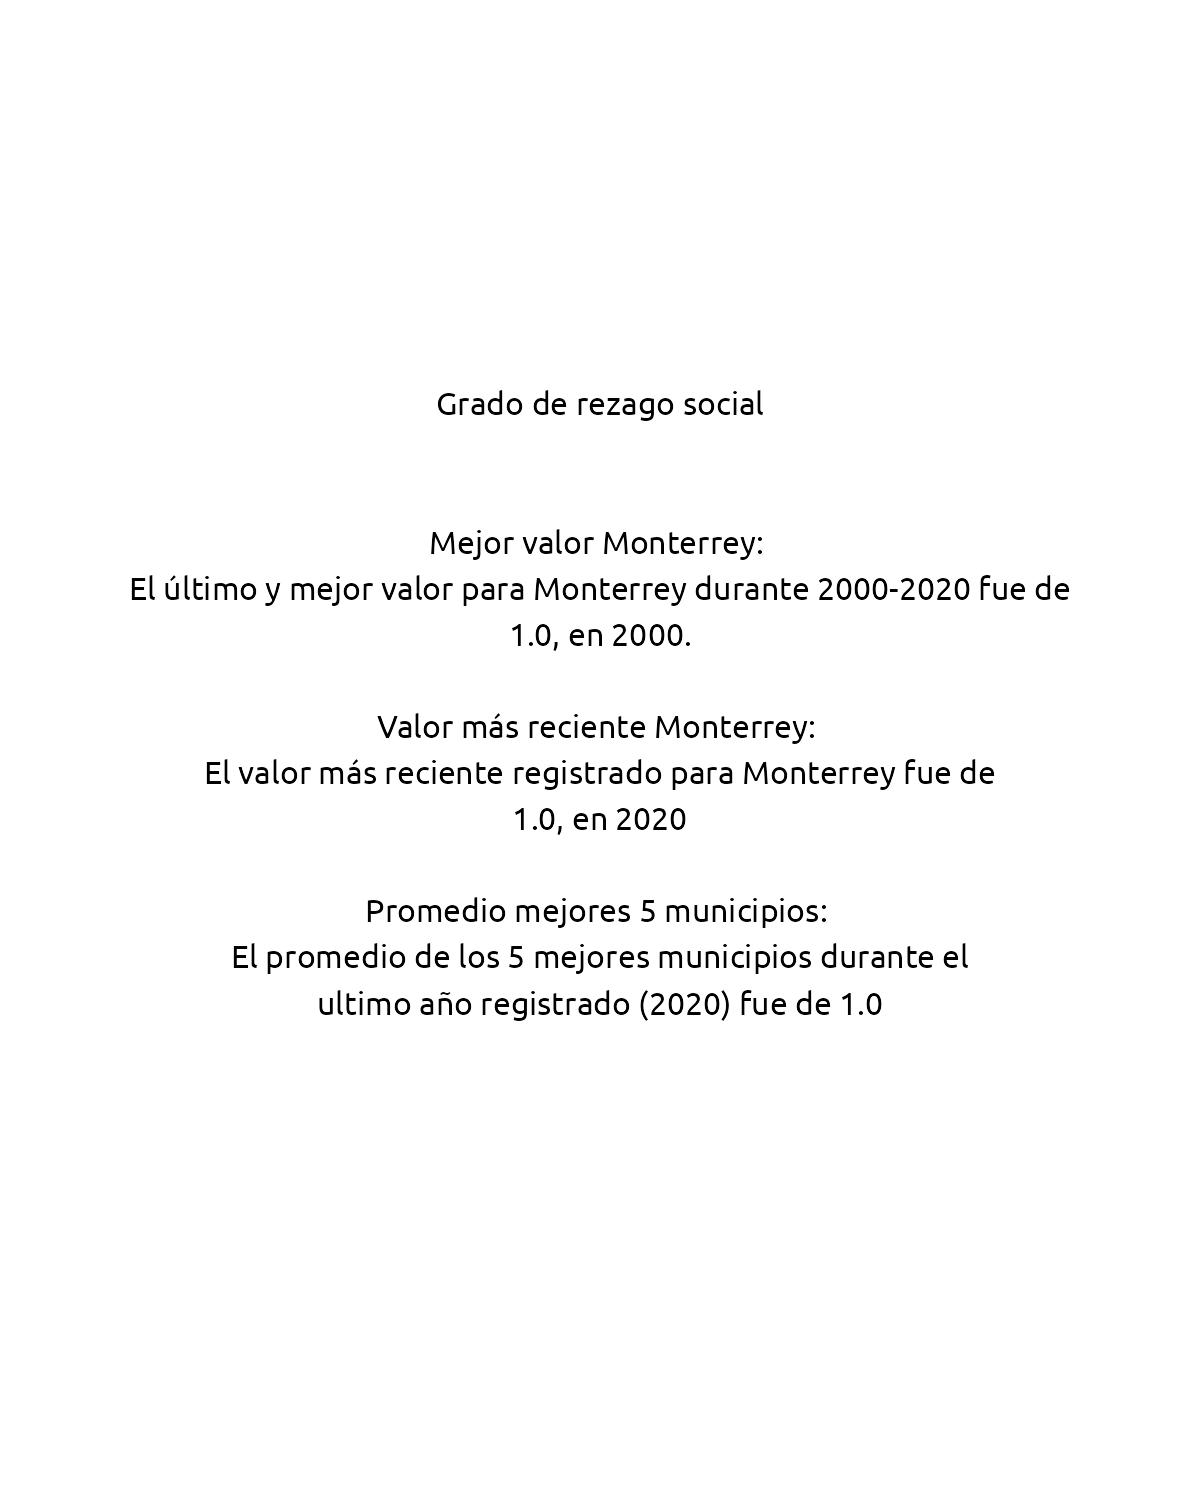 Grado de rezago social
Mejor valor Monterrey:
El último y mejor valor para Monterrey durante 2000-2020 fue de
1.0, en 2000.
Valor más reciente Monterrey:
El valor más reciente registrado para Monterrey fue de
1.0, en 2020
Promedio mejores 5 municipios:
El promedio de los 5 mejores municipios durante el
ultimo año registrado (2020) fue de 1.0